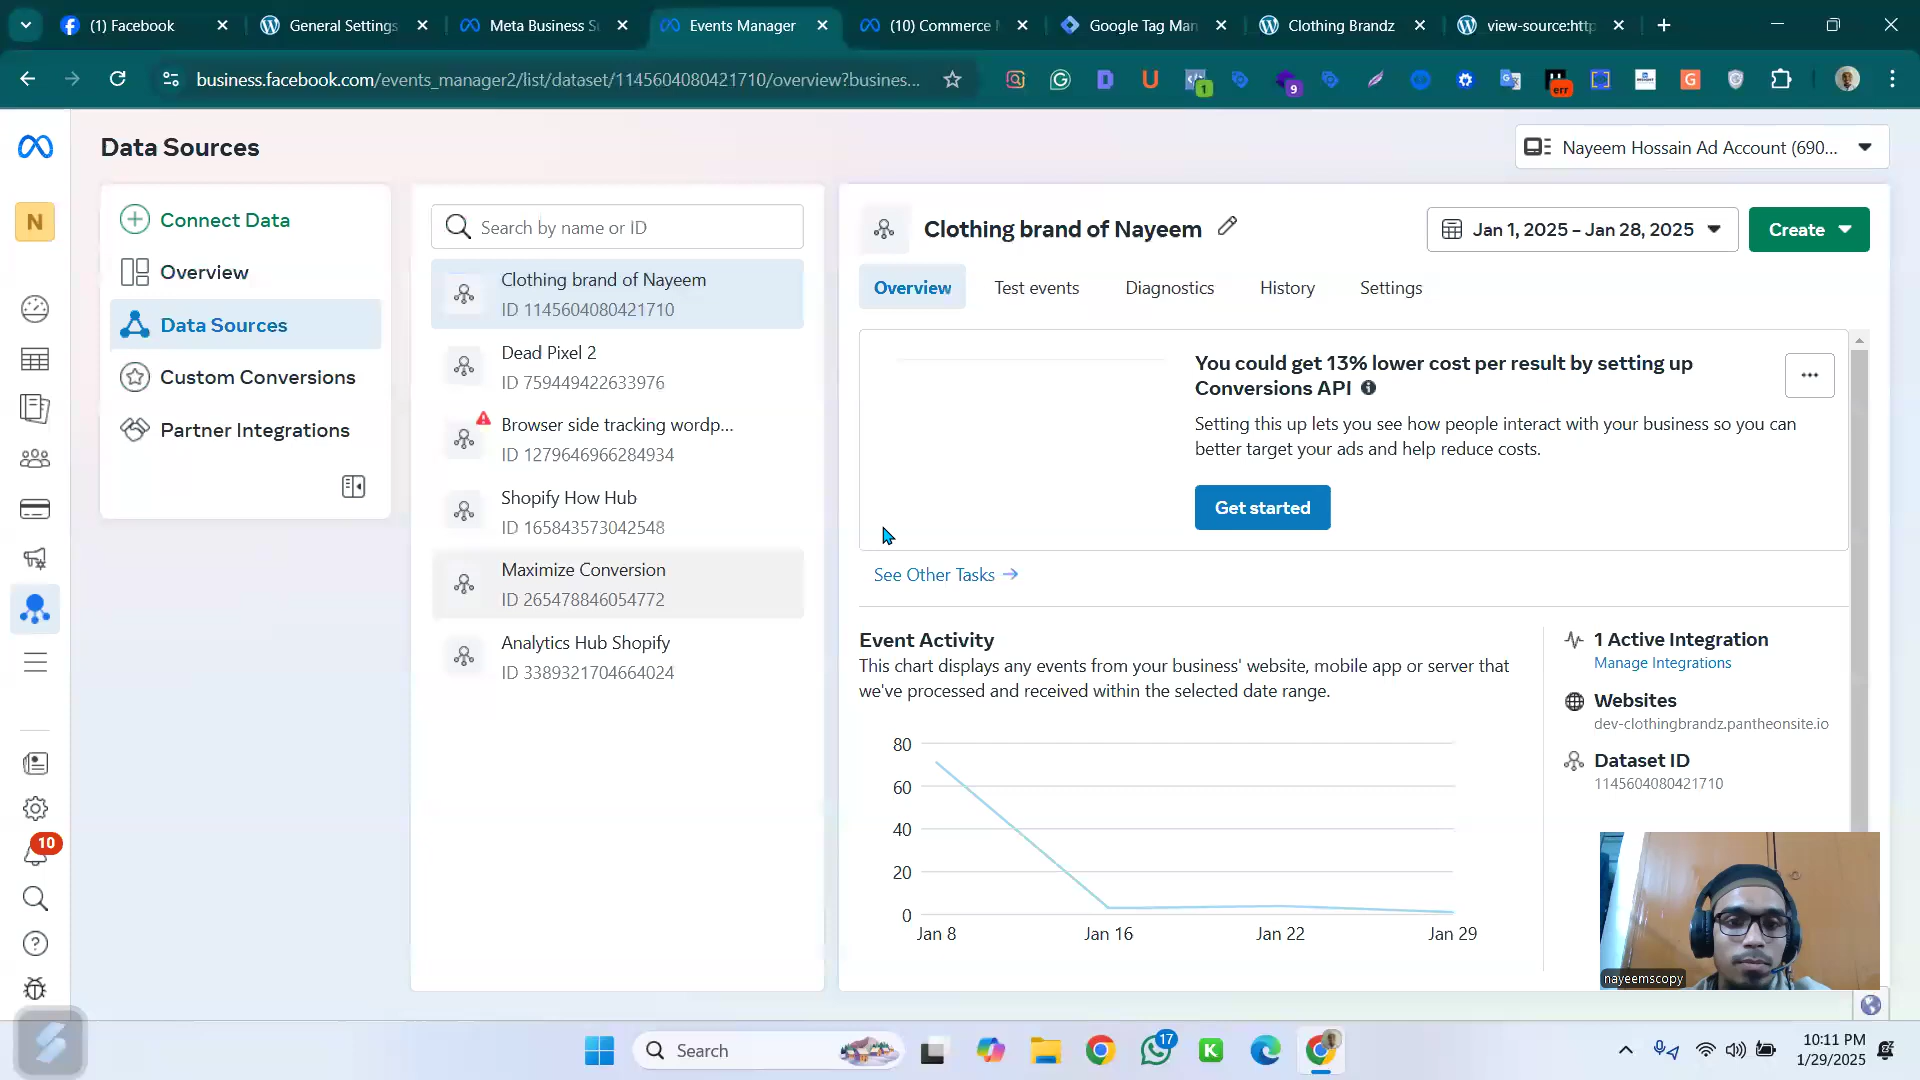 (1) Facebook
General Settings
Meta Business S
Events Manager
(10) Commerce
Google Tag Man
Clothing Brandz
view-source:http
business.facebook.com/events_manager2/list/dataset/1145604080421710/overview?busines...
1
9
err
Data Sources
Nayeem Hossain Ad Account (690...
N
Connect Data
Overview
Data Sources
Custom Conversions
Partner Integrations
10
Search by name or ID
Clothing brand of Nayeem
ID 1145604080421710
Dead Pixel 2
ID 759449422633976
Browser side tracking wordp...
ID 1279646966284934
Shopify How Hub
ID 165843573042548
Maximize Conversion
ID 265478846054772
Analytics Hub Shopify
ID 3389321704664024
Clothing brand of Nayeem
Jan 1, 2025 – Jan 28, 2025
Create
Overview
Test events
Diagnostics
History
Settings
You could get 13% lower cost per result by setting up
Conversions API
Setting this up lets you see how people interact with your business so you can
better target your ads and help reduce costs.
Get started
See Other Tasks
Event Activity
This chart displays any events from your business' website, mobile app or server that
we've processed and received within the selected date range.
80
60
40
20
0
Jan 8
Jan 16
Jan 22
Jan 29
1 Active Integration
Manage Integrations
Websites
dev-clothingbrandz.pantheonsite.io
Dataset ID
1145604080421710
nayeemscopy
Search
17
K
10:11 PM
1/29/2025